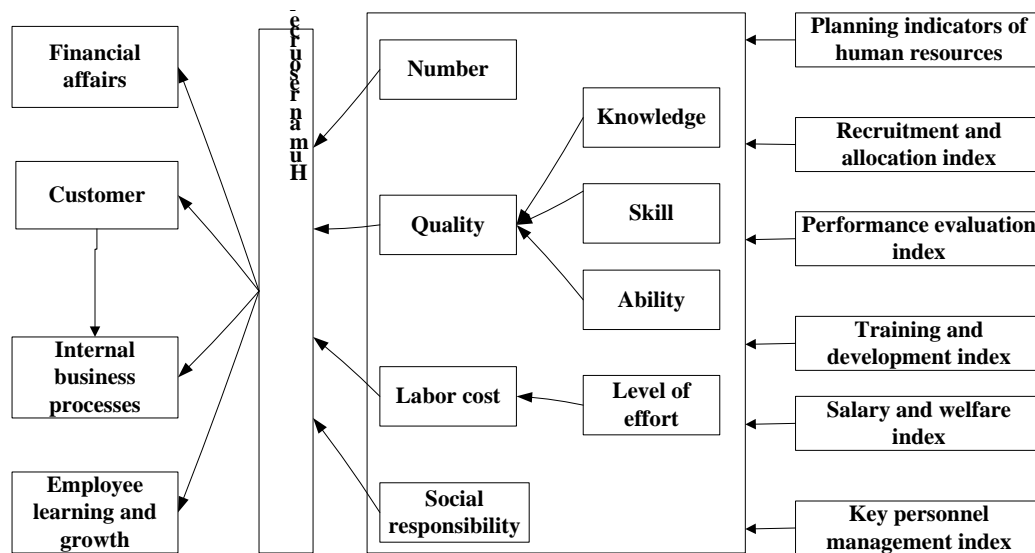 Financial
affairs
Customer
Internal
business
processes
Employee
learning and
growth
Human resource
Number
Quality
Labor cost
Social
responsibility
Knowledge
Skill
Ability
Level of
effort
Planning indicators of
human resources
Recruitment and
allocation index
Performance evaluation
index
Training and
development index
Salary and welfare
index
Key personnel
management index